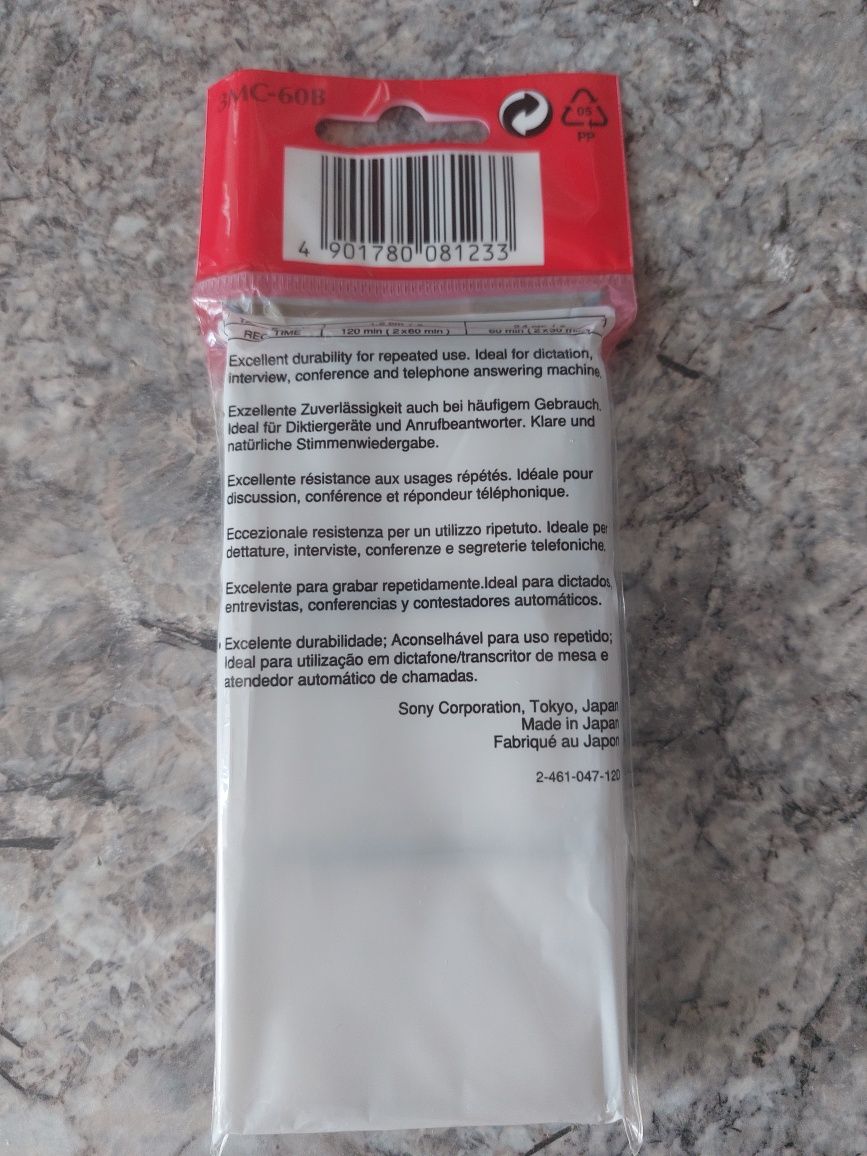 3MC-60B
05
PP
4 901780 081233
REC TIME 120 min ( 2x60 min ) 60 min ( 2x30 min )
Excellent durability for repeated use. Ideal for dictation,
interview, conference and telephone answering machine.
Exzellente Zuverlässigkeit auch bei häufigem Gebrauch.
Ideal für Diktiergeräte und Anrufbeantworter. Klare und
natürliche Stimmenwiedergabe.
Excellente résistance aux usages répétés. Idéale pour
discussion, conférence et répondeur téléphonique.
Eccezionale resistenza per un utilizzo ripetuto. Ideale per
dettature, interviste, conferenze e segreterie telefoniche.
Excelente para grabar repetidamente.Ideal para dictados,
entrevistas, conferencias y contestadores automáticos.
Excelente durabilidade; Aconselhável para uso repetido;
Ideal para utilização em dictafone/transcritor de mesa e
atendedor automático de chamadas.
Sony Corporation, Tokyo, Japan
Made in Japan
Fabriqué au Japon
2-461-047-120